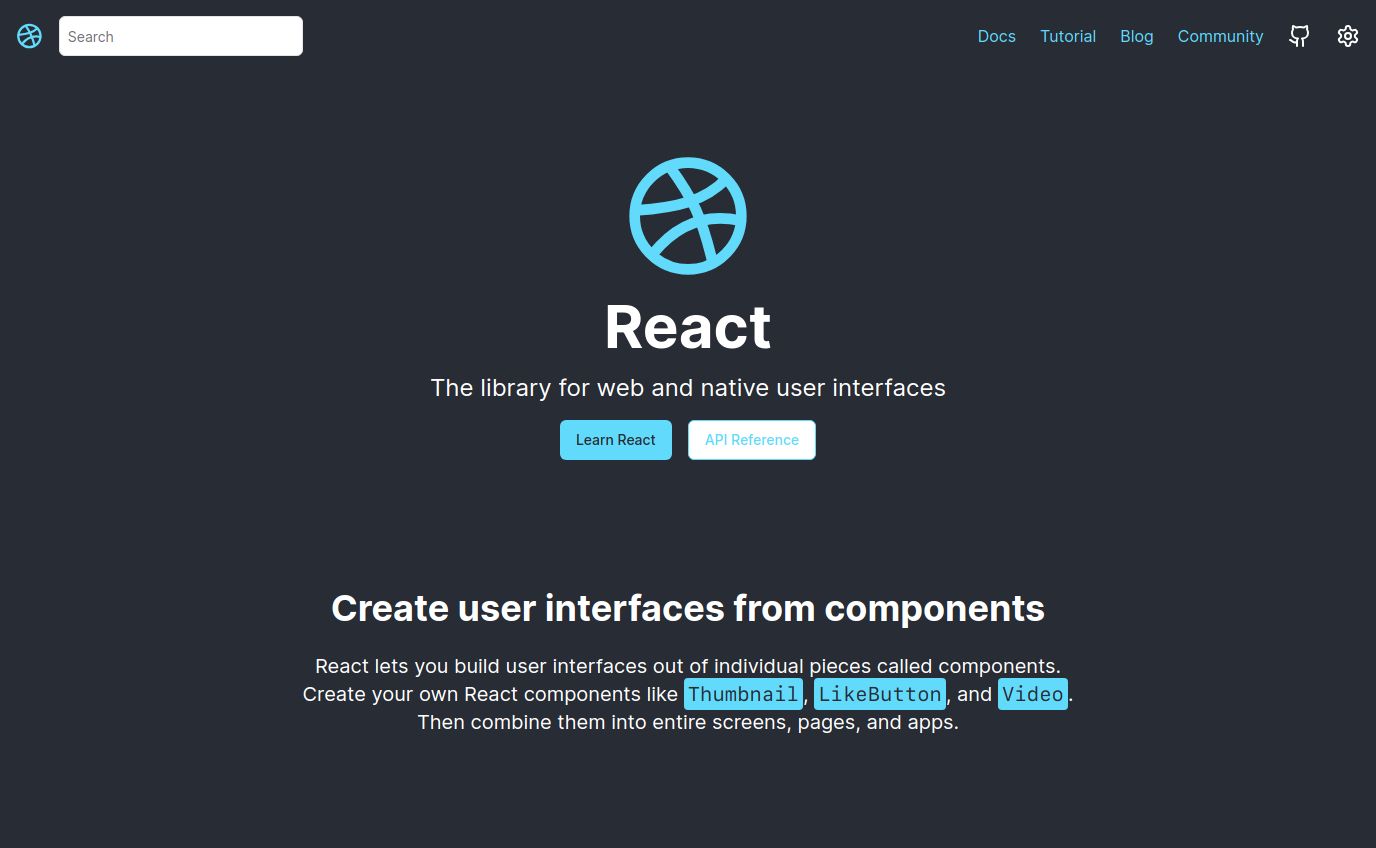 Search
Docs Tutorial Blog Community
React
The library for web and native user interfaces
Learn React API Reference
Create user interfaces from components
React lets you build user interfaces out of individual pieces called components.
Create your own React components like Thumbnail, LikeButton, and Video.
Then combine them into entire screens, pages, and apps.